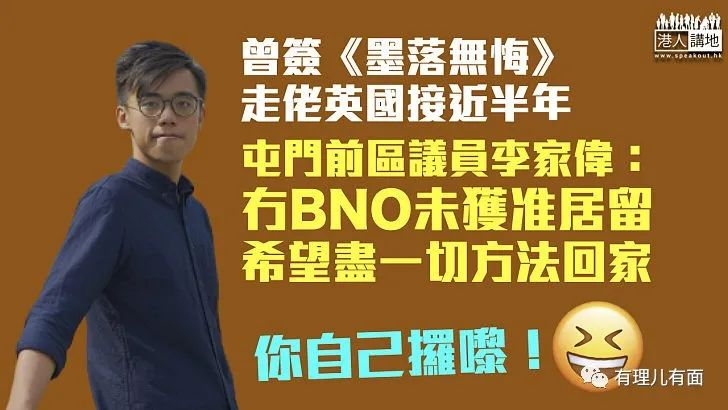 港人講地
www.speakout.hk
曾簽《墨落無悔》
走佬英國接近半年
屯門前區議員李家偉：
冇BNO未獲准居留
希望盡一切方法回家
你自己攞嚟！
有理儿有面